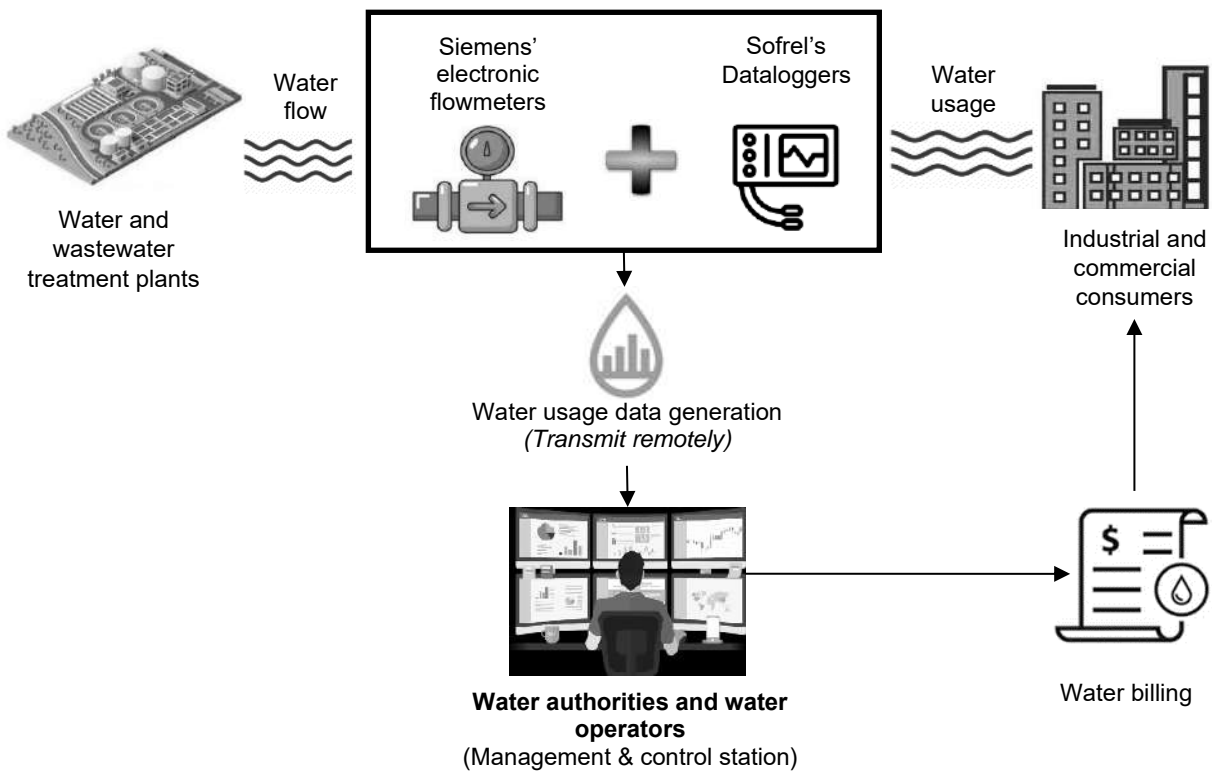 Siemens’
electronic
flowmeters
Sofrel’s
Dataloggers
Water
flow
Water
usage
Water and
wastewater
treatment plants
Industrial and
commercial
consumers
Water usage data generation
(Transmit remotely)
$
Water authorities and water
operators
(Management & control station)
Water billing